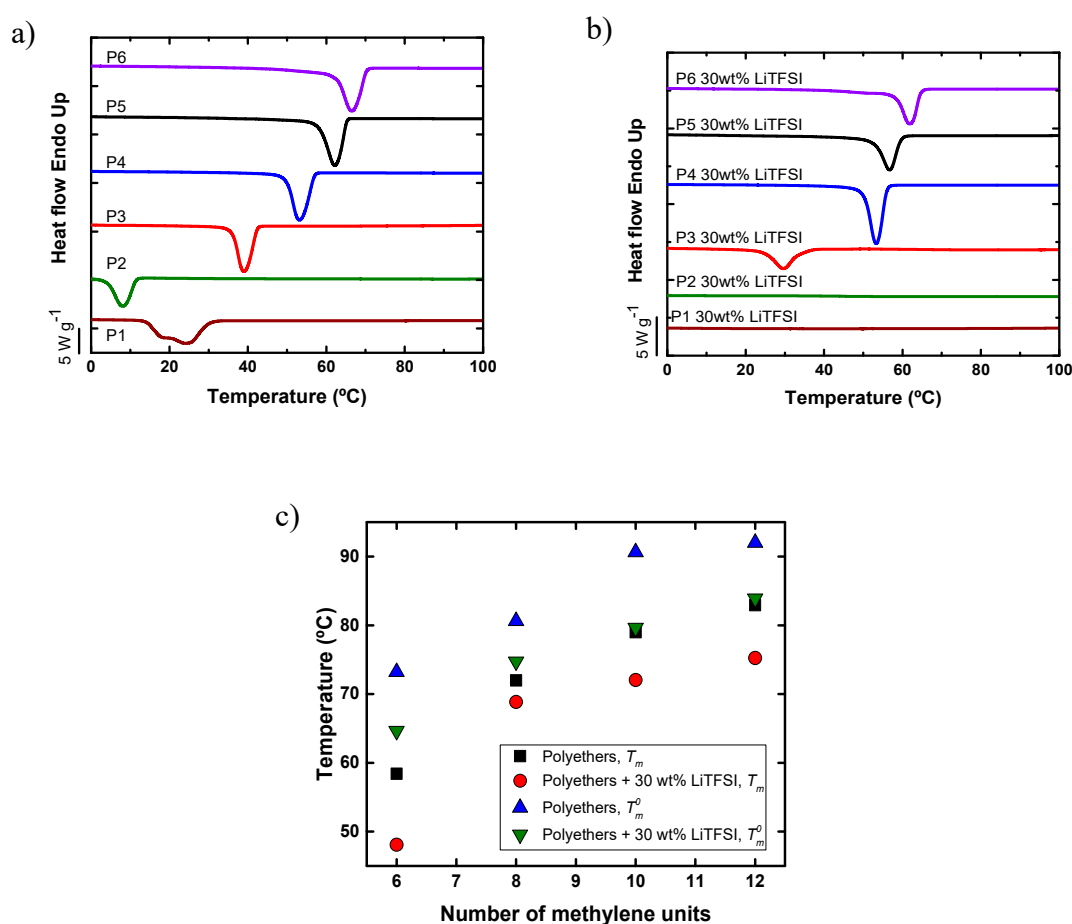 a)
Heat flow Endo Up
5 W g⁻¹
P6
P5
P4
P3
P2
P1
0 20 40 60 80 100
Temperature (ºC)
b)
Heat flow Endo Up
5 W g⁻¹
P6 30wt% LiTFSI
P5 30wt% LiTFSI
P4 30wt% LiTFSI
P3 30wt% LiTFSI
P2 30wt% LiTFSI
P1 30wt% LiTFSI
0 20 40 60 80 100
Temperature (ºC)
c)
Temperature (ºC)
90
80
70
60
50
Polyethers, Tₘ
Polyethers + 30 wt% LiTFSI, Tₘ
Polyethers, Tₘ⁰
Polyethers + 30 wt% LiTFSI, Tₘ⁰
6 7 8 9 10 11 12
Number of methylene units